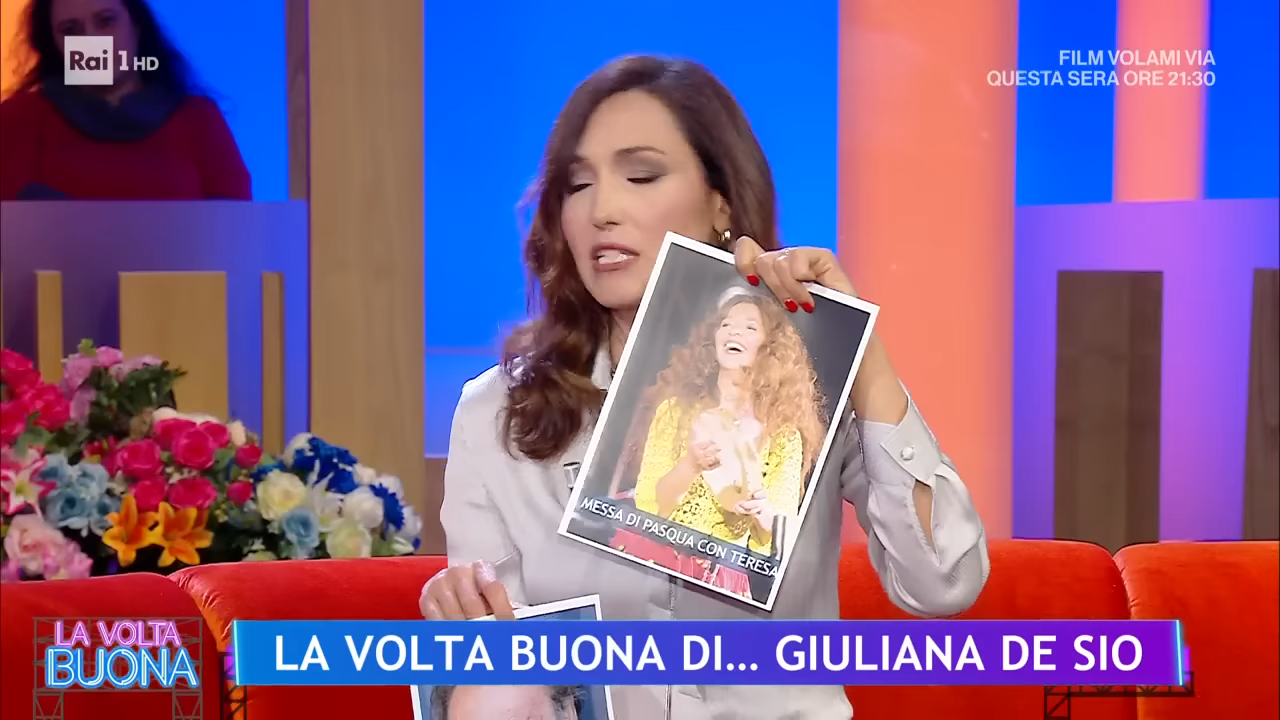 Rai 1 HD
FILM VOLAMI VIA
QUESTA SERA ORE 21:30
MESSA DI PASQUA CON TERESA
LA VOLTA
BUONA
LA VOLTA BUONA DI... GIULIANA DE SIO